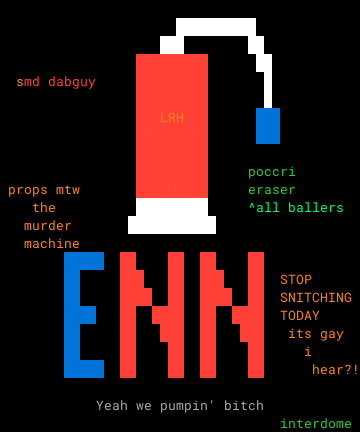 smd dabguy
LRH
poccri
eraser
^all ballers
props mtw
the
murder
machine
ENN
STOP
SNITCHING
TODAY
its gay
i
hear?!
Yeah we pumpin' bitch
interdome